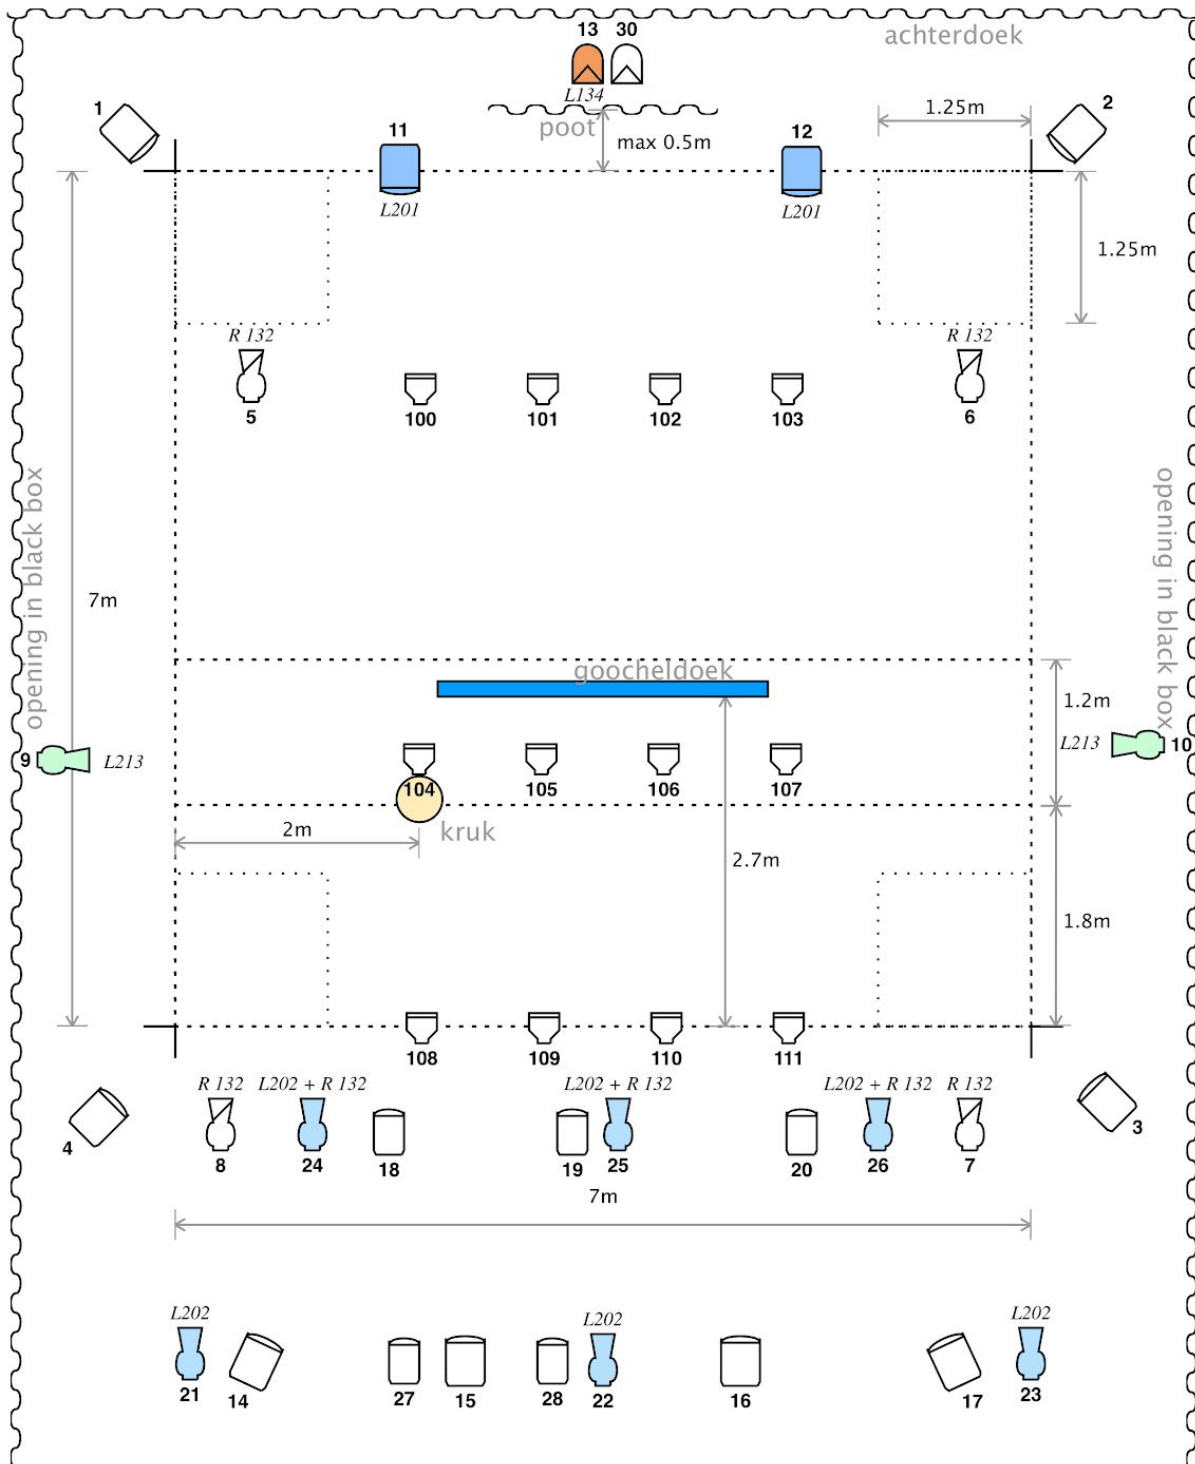 13 30
achterdoek
L134
1
poot
max 0.5m
1.25m
2
11
12
L201
L201
1.25m
R 132
R 132
5
100
101
102
103
6
opening in black box
opening in black box
7m
goocheldoek
1.2m
9
L213
L213
10
104
105
106
107
2m
kruk
2.7m
1.8m
108
109
110
111
R 132
L202 + R 132
L202 + R 132
L202 + R 132
R 132
4
3
8
24
18
19
25
20
26
7
7m
L202
L202
L202
21
14
27
15
28
22
16
17
23